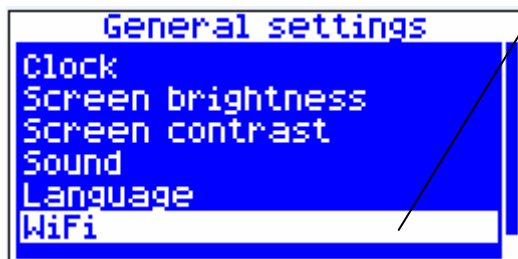 General settings
Clock
Screen brightness
Screen contrast
Sound
Language
WiFi